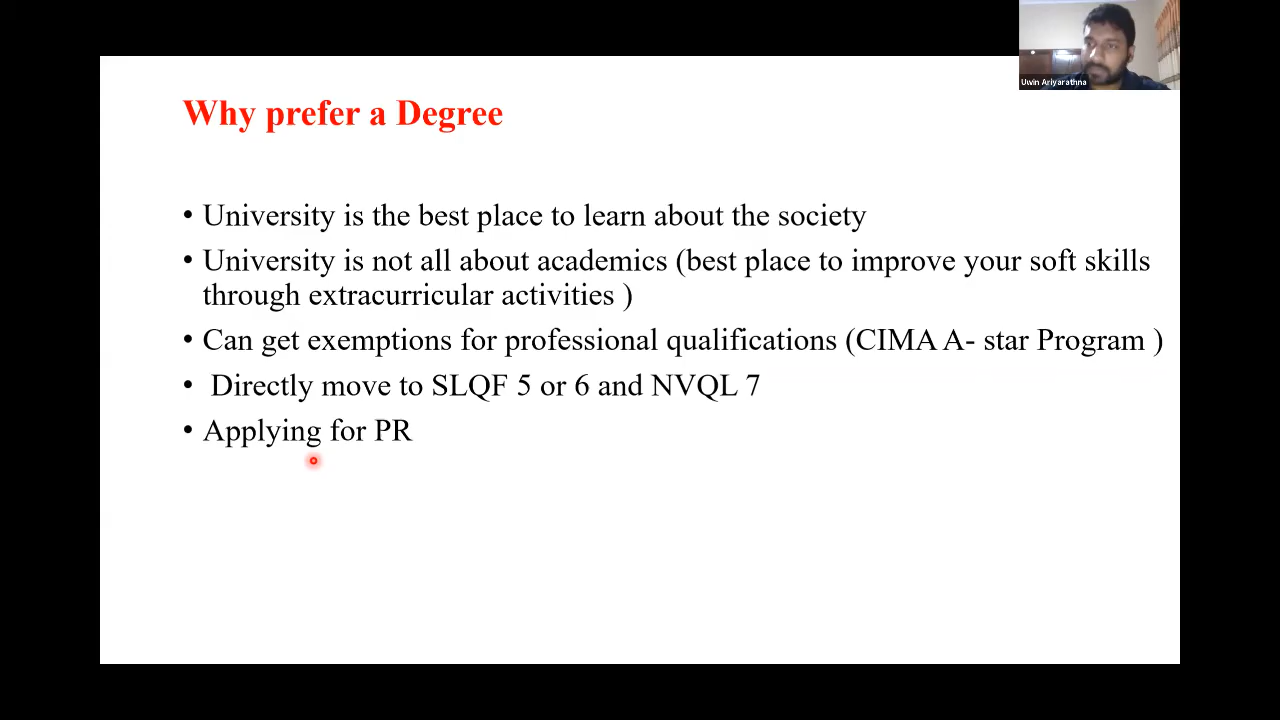 Uwin Ariyarathna
Why prefer a Degree
• University is the best place to learn about the society
• University is not all about academics (best place to improve your soft skills
through extracurricular activities )
• Can get exemptions for professional qualifications (CIMA A- star Program )
• Directly move to SLQF 5 or 6 and NVQL 7
• Applying for PR